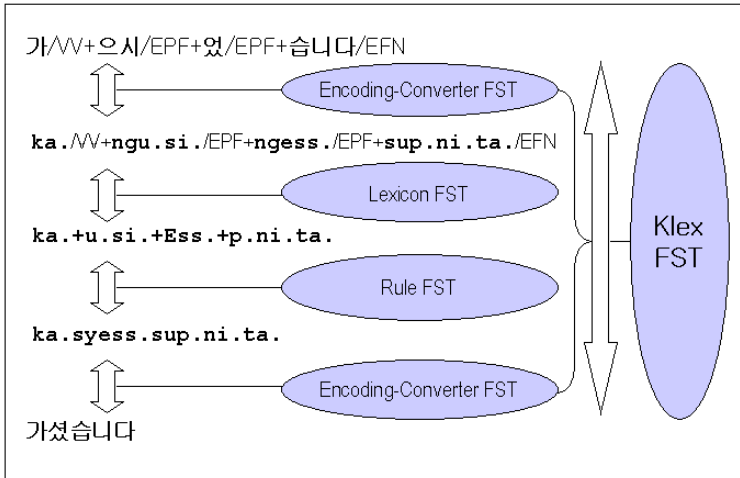 가/VV+으시/EPF+었/EPF+습니다/EFN
Encoding-Converter FST
ka./VV+ngu.si./EPF+ngess./EPF+sup.ni.ta./EFN
Lexicon FST
ka.+u.si.+Ess.+p.ni.ta.
Klex
FST
Rule FST
ka.syess.sup.ni.ta.
Encoding-Converter FST
가셨습니다